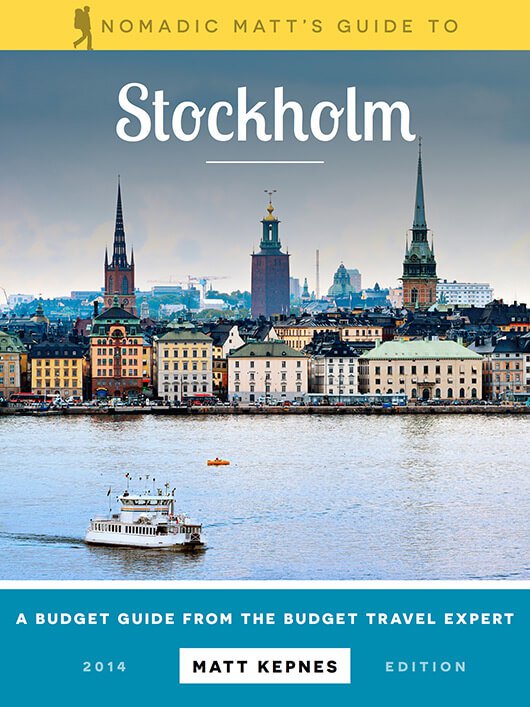 NOMADIC MATT'S GUIDE TO
Stockholm
A BUDGET GUIDE FROM THE BUDGET TRAVEL EXPERT
2014 MATT KEPNES EDITION